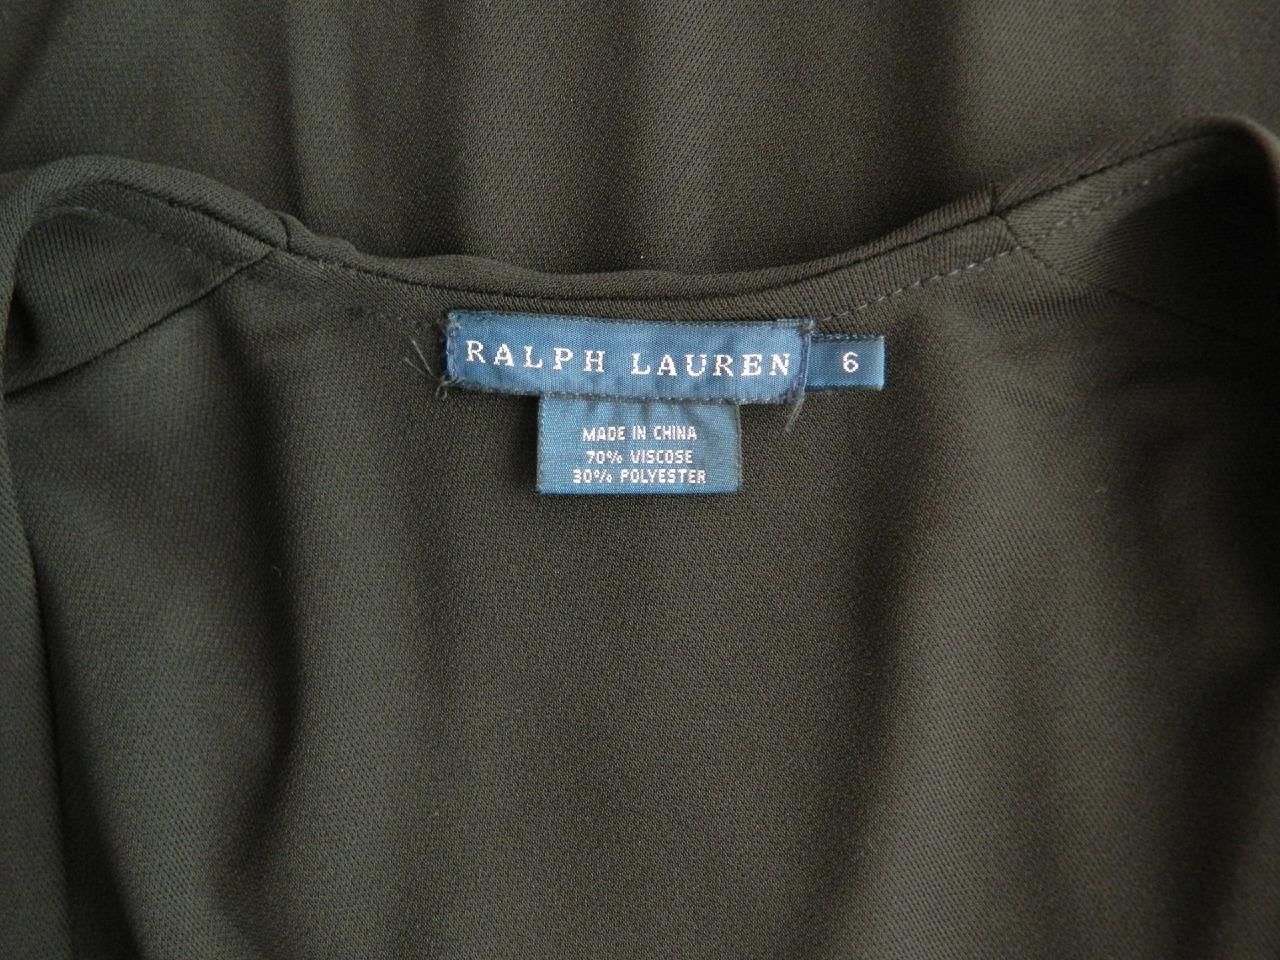 RALPH LAUREN
6
MADE IN CHINA
70% VISCOSE
30% POLYESTER